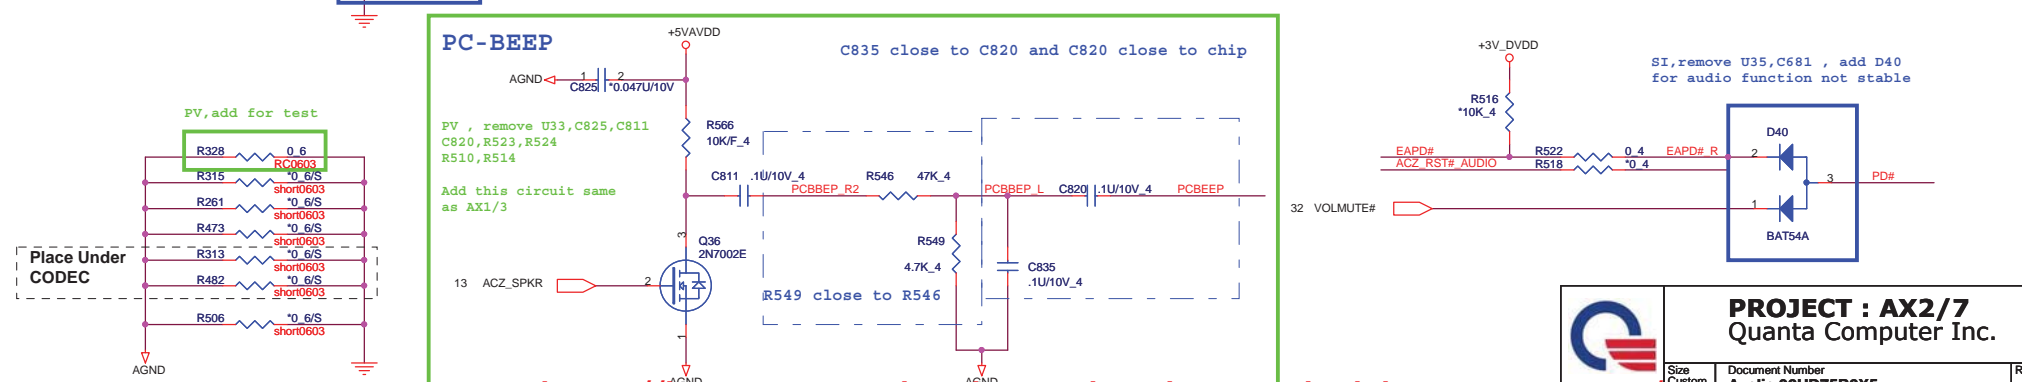 PV,add for test
R328 0_6
RC0603
R315 *0_6/S
short0603
R261 *0_6/S
short0603
R473 *0_6/S
short0603
Place Under
CODEC
R313 *0_6/S
short0603
R482 *0_6/S
short0603
R506 *0_6/S
short0603
AGND
PC-BEEP
+5VAVDD
C835 close to C820 and C820 close to chip
AGND
1 2
C825 *0.047U/10V
PV , remove U33,C825,C811
C820,R523,R524
R510,R514
Add this circuit same
as AX1/3
R566
10K/F_4
C811 .1U/10V_4
PCBBEP_R2
R546 47K_4
PCBBEP_L
C820 .1U/10V_4
PCBEEP
3
Q36
2N7002E
13 ACZ_SPKR
2
1
R549
4.7K_4
C835
.1U/10V_4
R549 close to R546
AGND
AGND
+3V_DVDD
SI,remove U35,C681 , add D40
for audio function not stable
R516
*10K_4
EAPD#
R522 0_4
EAPD#_R
ACZ_RST#_AUDIO
R518 *0_4
D40
2
3
PD#
32 VOLMUTE#
1
BAT54A
PROJECT : AX2/7
Quanta Computer Inc.
Size
Custom
Document Number
R